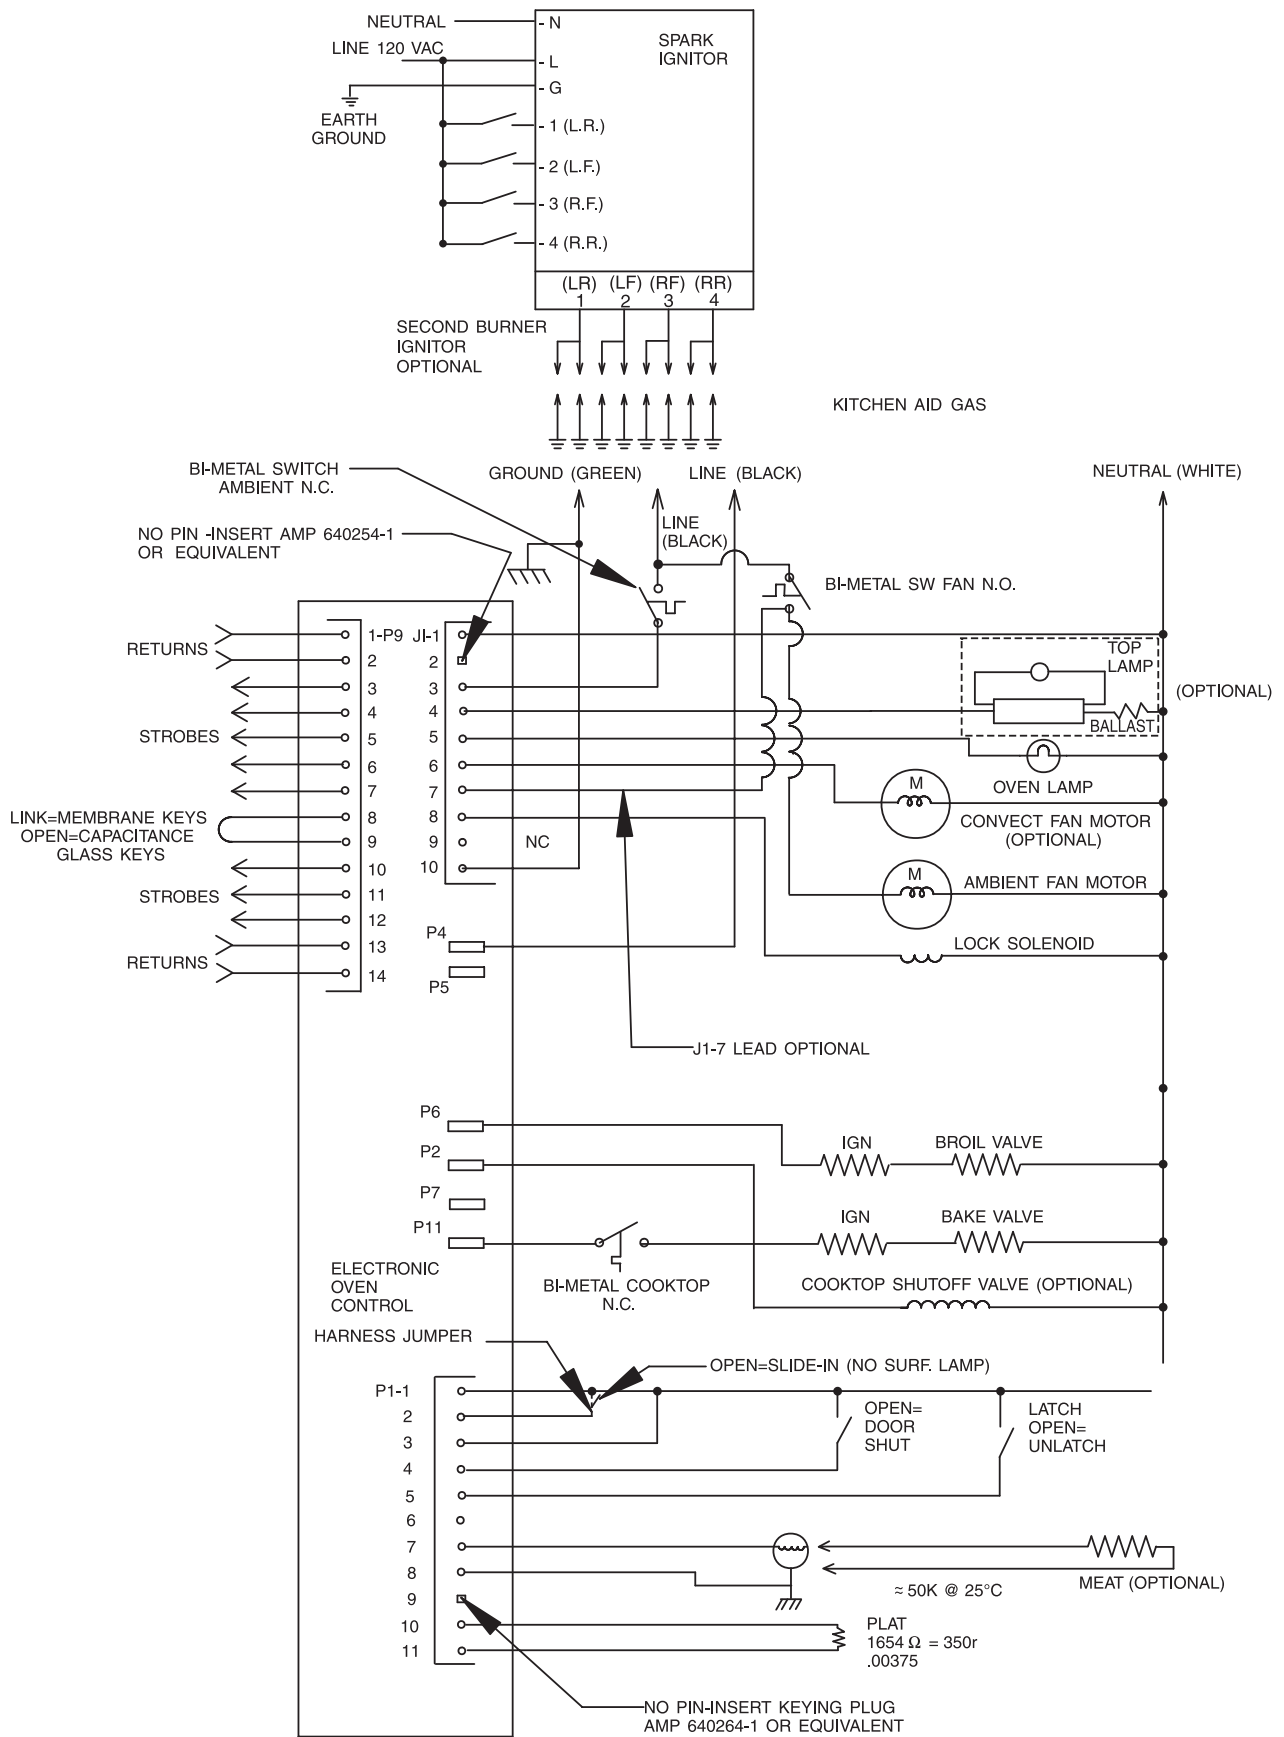 NEUTRAL
- N
SPARK
IGNITOR
LINE 120 VAC
- L
- G
EARTH
GROUND
- 1 (L.R.)
- 2 (L.F.)
- 3 (R.F.)
- 4 (R.R.)
(LR) (LF) (RF) (RR)
1 2 3 4
SECOND BURNER
IGNITOR
OPTIONAL
KITCHEN AID GAS
BI-METAL SWITCH
AMBIENT N.C.
GROUND (GREEN)
LINE (BLACK)
NEUTRAL (WHITE)
NO PIN -INSERT AMP 640254-1
OR EQUIVALENT
LINE
(BLACK)
BI-METAL SW FAN N.O.
RETURNS
1-P9
2
3
4
5
6
7
8
9
10
11
12
13
14
STROBES
LINK=MEMBRANE KEYS
OPEN=CAPACITANCE
GLASS KEYS
STROBES
RETURNS
JI-1
2
3
4
5
6
7
8
9
10
NC
TOP
LAMP
(OPTIONAL)
BALLAST
OVEN LAMP
M
CONVECT FAN MOTOR
(OPTIONAL)
M
AMBIENT FAN MOTOR
LOCK SOLENOID
P4
P5
J1-7 LEAD OPTIONAL
P6
IGN
BROIL VALVE
P2
P7
P11
IGN
BAKE VALVE
BI-METAL COOKTOP
N.C.
COOKTOP SHUTOFF VALVE (OPTIONAL)
ELECTRONIC
OVEN
CONTROL
HARNESS JUMPER
OPEN=SLIDE-IN (NO SURF. LAMP)
P1-1
2
3
4
5
6
7
8
9
10
11
OPEN=
DOOR
SHUT
LATCH
OPEN=
UNLATCH
≈ 50K @ 25°C
MEAT (OPTIONAL)
PLAT
1654 Ω = 350r
.00375
NO PIN-INSERT KEYING PLUG
AMP 640264-1 OR EQUIVALENT